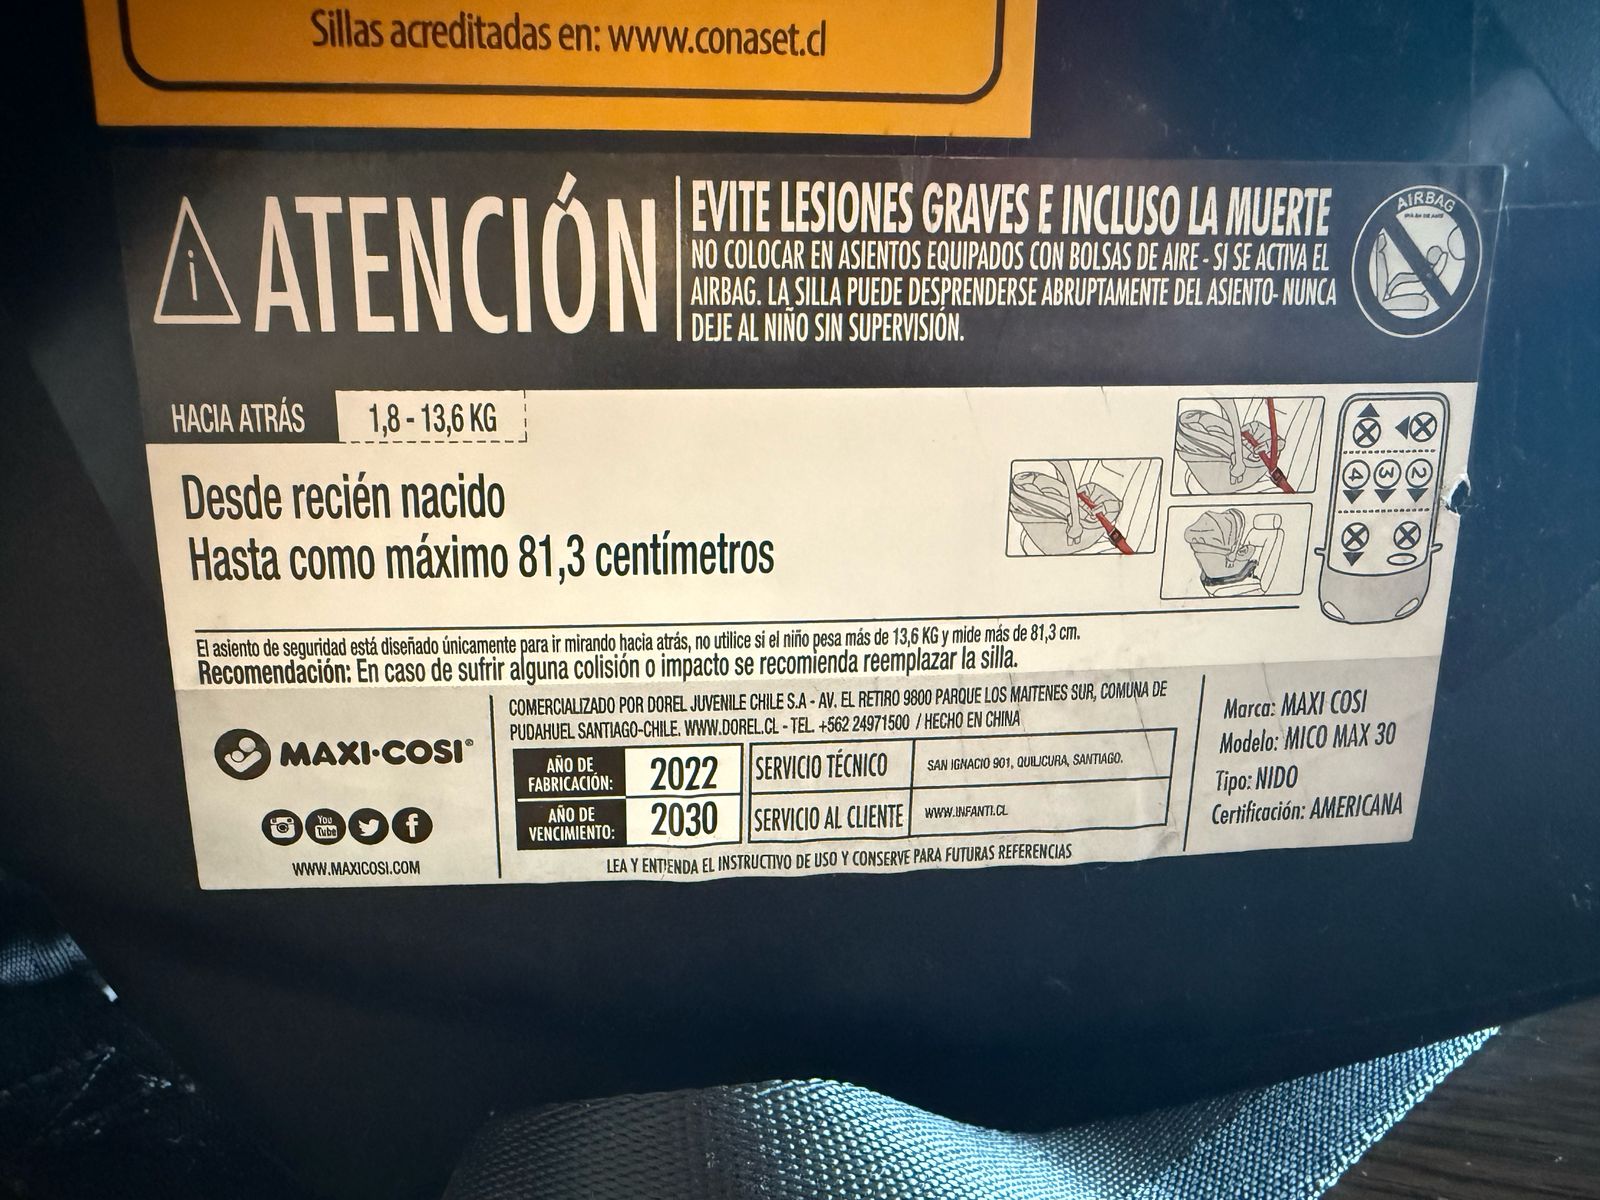 Sillas acreditadas en: www.conaset.cl
ATENCIÓN
EVITE LESIONES GRAVES E INCLUSO LA MUERTE
NO COLOCAR EN ASIENTOS EQUIPADOS CON BOLSAS DE AIRE - SI SE ACTIVA EL
AIRBAG. LA SILLA PUEDE DESPRENDERSE ABRUPTAMENTE DEL ASIENTO- NUNCA
DEJE AL NIÑO SIN SUPERVISIÓN.
AIRBAG
HACIA ATRÁS
1,8 - 13,6 KG
Desde recién nacido
Hasta como máximo 81,3 centímetros
4 3 2
El asiento de seguridad está diseñado únicamente para ir mirando hacia atrás, no utilice si el niño pesa más de 13,6 KG y mide más de 81,3 cm.
Recomendación: En caso de sufrir alguna colisión o impacto se recomienda reemplazar la silla.
MAXI·COSI®
You
Tube
WWW.MAXICOSI.COM
COMERCIALIZADO POR DOREL JUVENILE CHILE S.A - AV. EL RETIRO 9800 PARQUE LOS MAITENES SUR, COMUNA DE
PUDAHUEL SANTIAGO-CHILE. WWW.DOREL.CL - TEL. +562 24971500 / HECHO EN CHINA
AÑO DE
FABRICACIÓN:
2022
AÑO DE
VENCIMIENTO:
2030
SERVICIO TÉCNICO
SAN IGNACIO 901, QUILICURA, SANTIAGO.
SERVICIO AL CLIENTE
WWW.INFANTI.CL
LEA Y ENTIENDA EL INSTRUCTIVO DE USO Y CONSERVE PARA FUTURAS REFERENCIAS
Marca: MAXI COSI
Modelo: MICO MAX 30
Tipo: NIDO
Certificación: AMERICANA